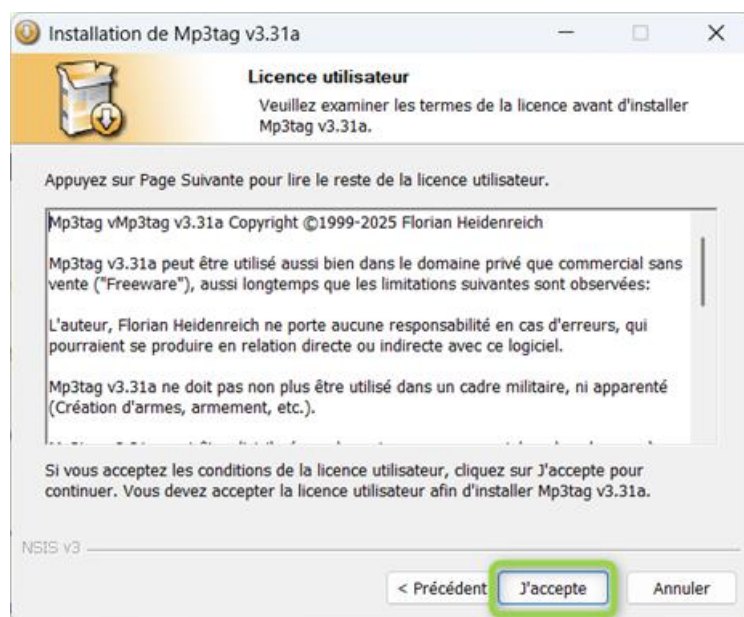 Installation de Mp3tag v3.31a
Licence utilisateur
Veuillez examiner les termes de la licence avant d'installer
Mp3tag v3.31a.
Appuyez sur Page Suivante pour lire le reste de la licence utilisateur.
Mp3tag vMp3tag v3.31a Copyright ©1999-2025 Florian Heidenreich
Mp3tag v3.31a peut être utilisé aussi bien dans le domaine privé que commercial sans
vente ("Freeware"), aussi longtemps que les limitations suivantes sont observées:
L'auteur, Florian Heidenreich ne porte aucune responsabilité en cas d'erreurs, qui
pourraient se produire en relation directe ou indirecte avec ce logiciel.
Mp3tag v3.31a ne doit pas non plus être utilisé dans un cadre militaire, ni apparenté
(Création d'armes, armement, etc.).
Si vous acceptez les conditions de la licence utilisateur, cliquez sur J'accepte pour
continuer. Vous devez accepter la licence utilisateur afin d'installer Mp3tag v3.31a.
NSIS v3
< Précédent
J'accepte
Annuler